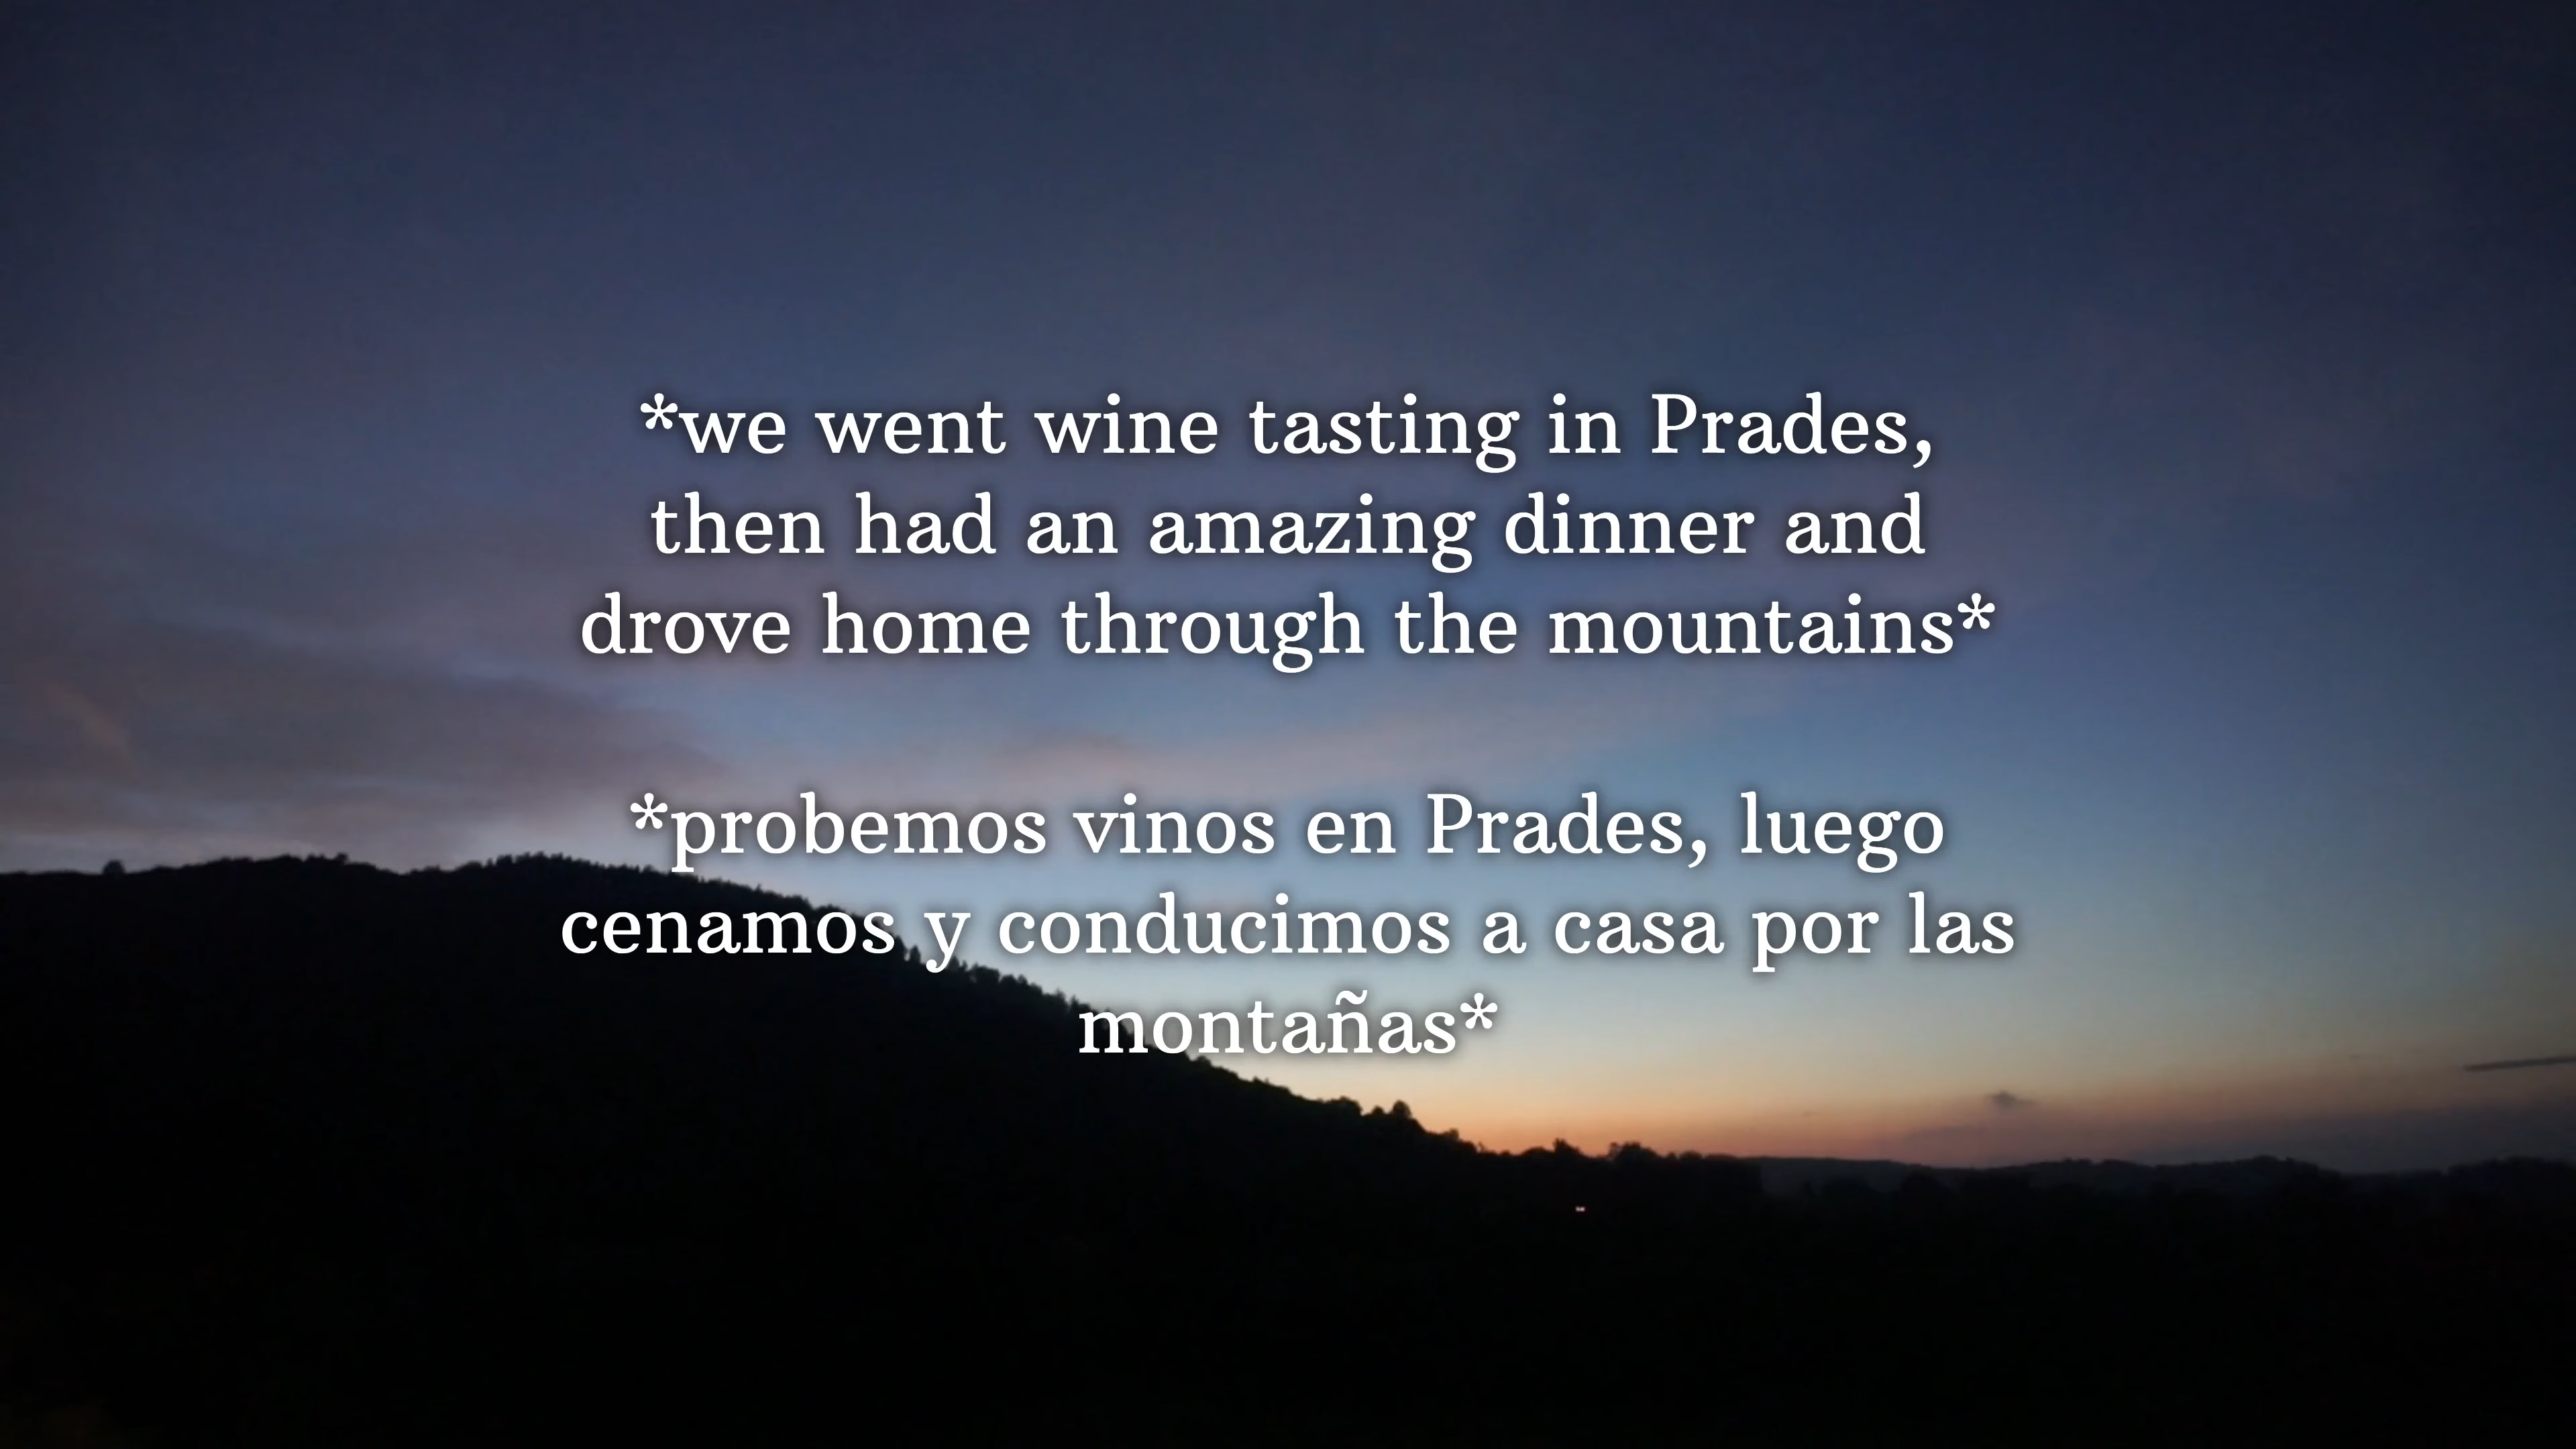 *we went wine tasting in Prades,
then had an amazing dinner and
drove home through the mountains*
*probemos vinos en Prades, luego
cenamos y conducimos a casa por las
montañas*